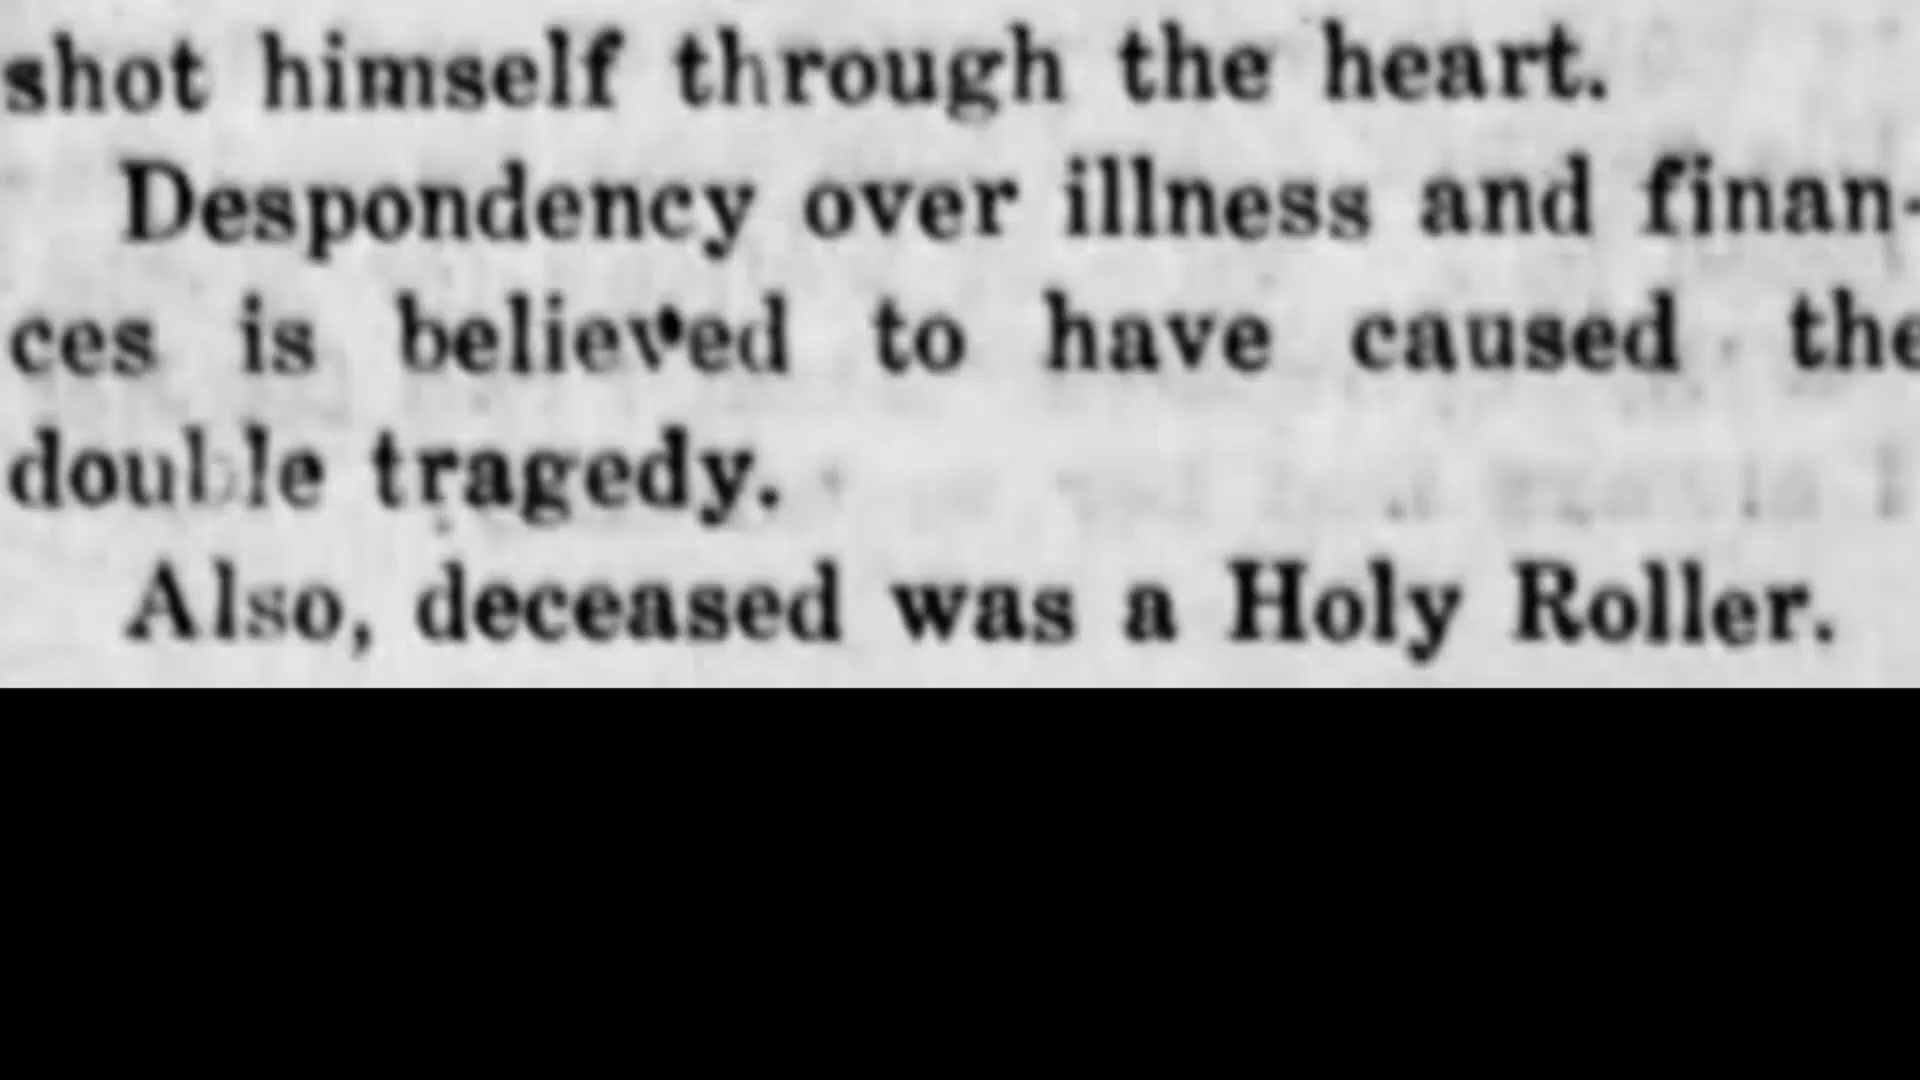 shot himself through the heart.
Despondency over illness and finan-
ces is believed to have caused the
double tragedy.
Also, deceased was a Holy Roller.